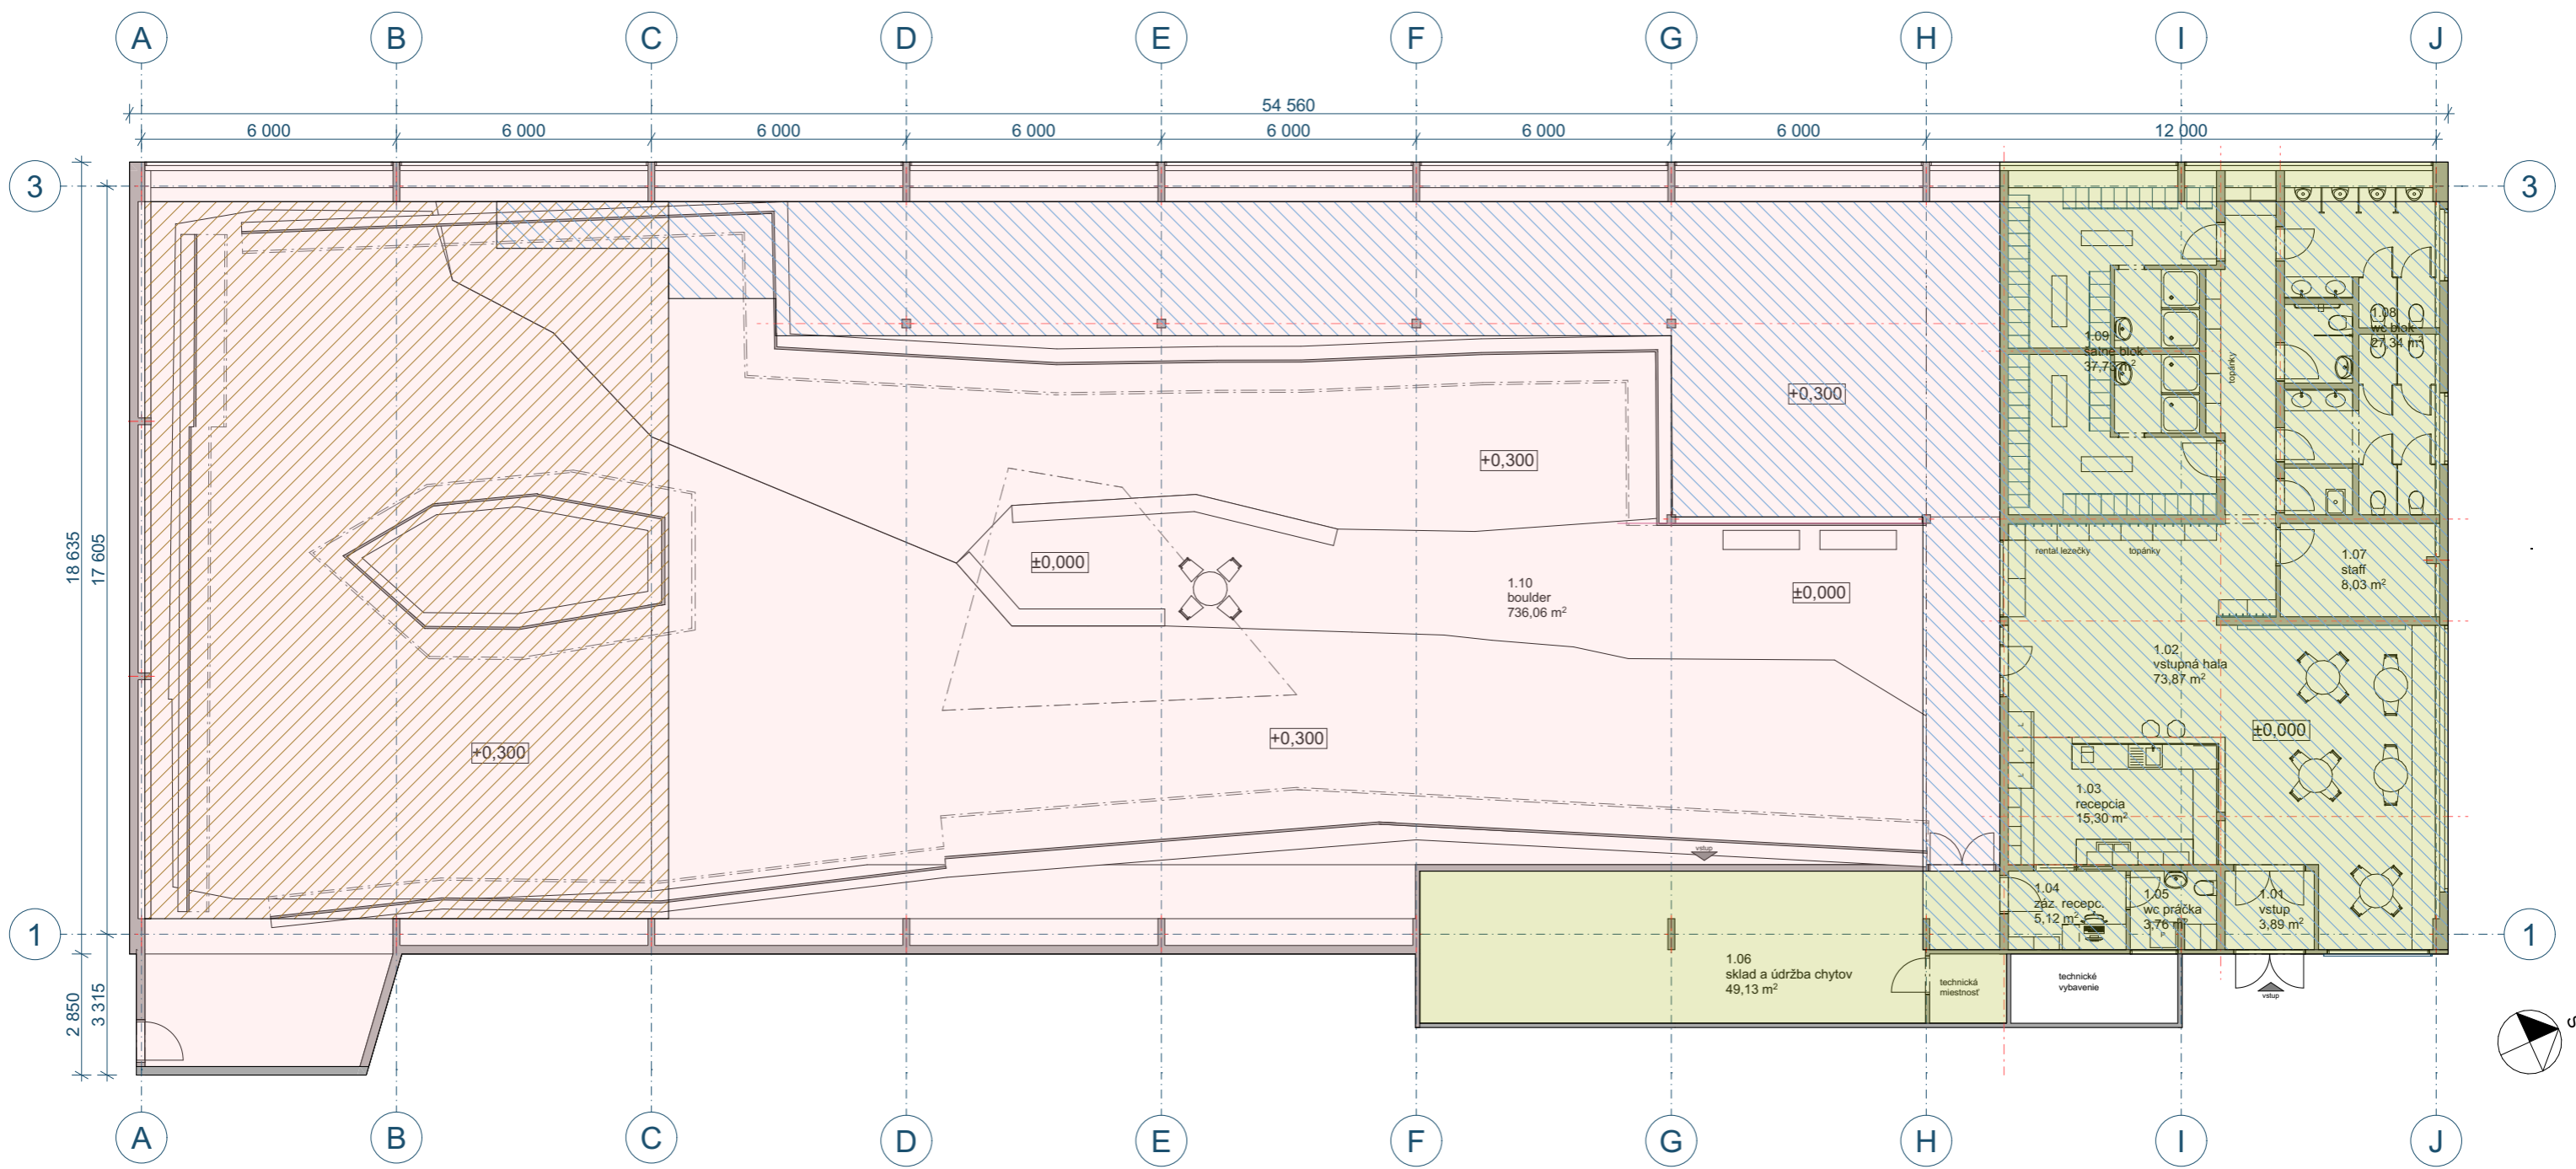 A B C D E F G H I J
54 560
6 000 6 000 6 000 6 000 6 000 6 000 6 000 12 000
3 3
18 635
17 605
2 850
3 315
1 1
+0,300
+0,300
±0,000
+0,300
+0,300
±0,000
±0,000
1.10
boulder
736,06 m²
1.09
šatne blok
37,73 m²
topánky
1.08
wc blok
27,34 m²
rental lezečky
topánky
1.07
staff
8,03 m²
1.02
vstupná hala
73,87 m²
1.03
recepcia
15,30 m²
vstup
1.04
záz. recepc.
5,12 m²
1.05
wc práčka
3,76 m²
1.01
vstup
3,89 m²
1.06
sklad a údržba chytov
49,13 m²
technická
miestnosť
technické
vybavenie
vstup
S
A B C D E F G H I J